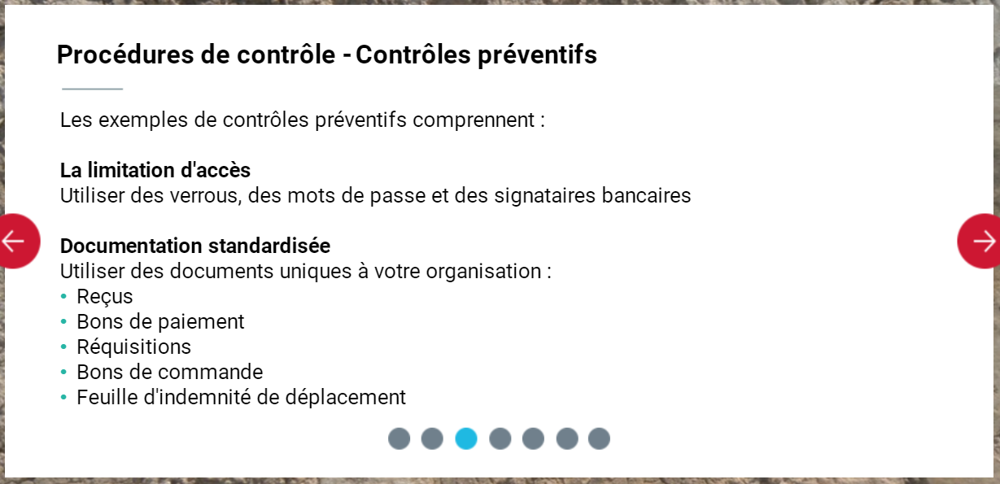 Procédures de contrôle - Contrôles préventifs
Les exemples de contrôles préventifs comprennent :
La limitation d'accès
Utiliser des verrous, des mots de passe et des signataires bancaires
Documentation standardisée
Utiliser des documents uniques à votre organisation :
• Reçus
• Bons de paiement
• Réquisitions
• Bons de commande
• Feuille d'indemnité de déplacement